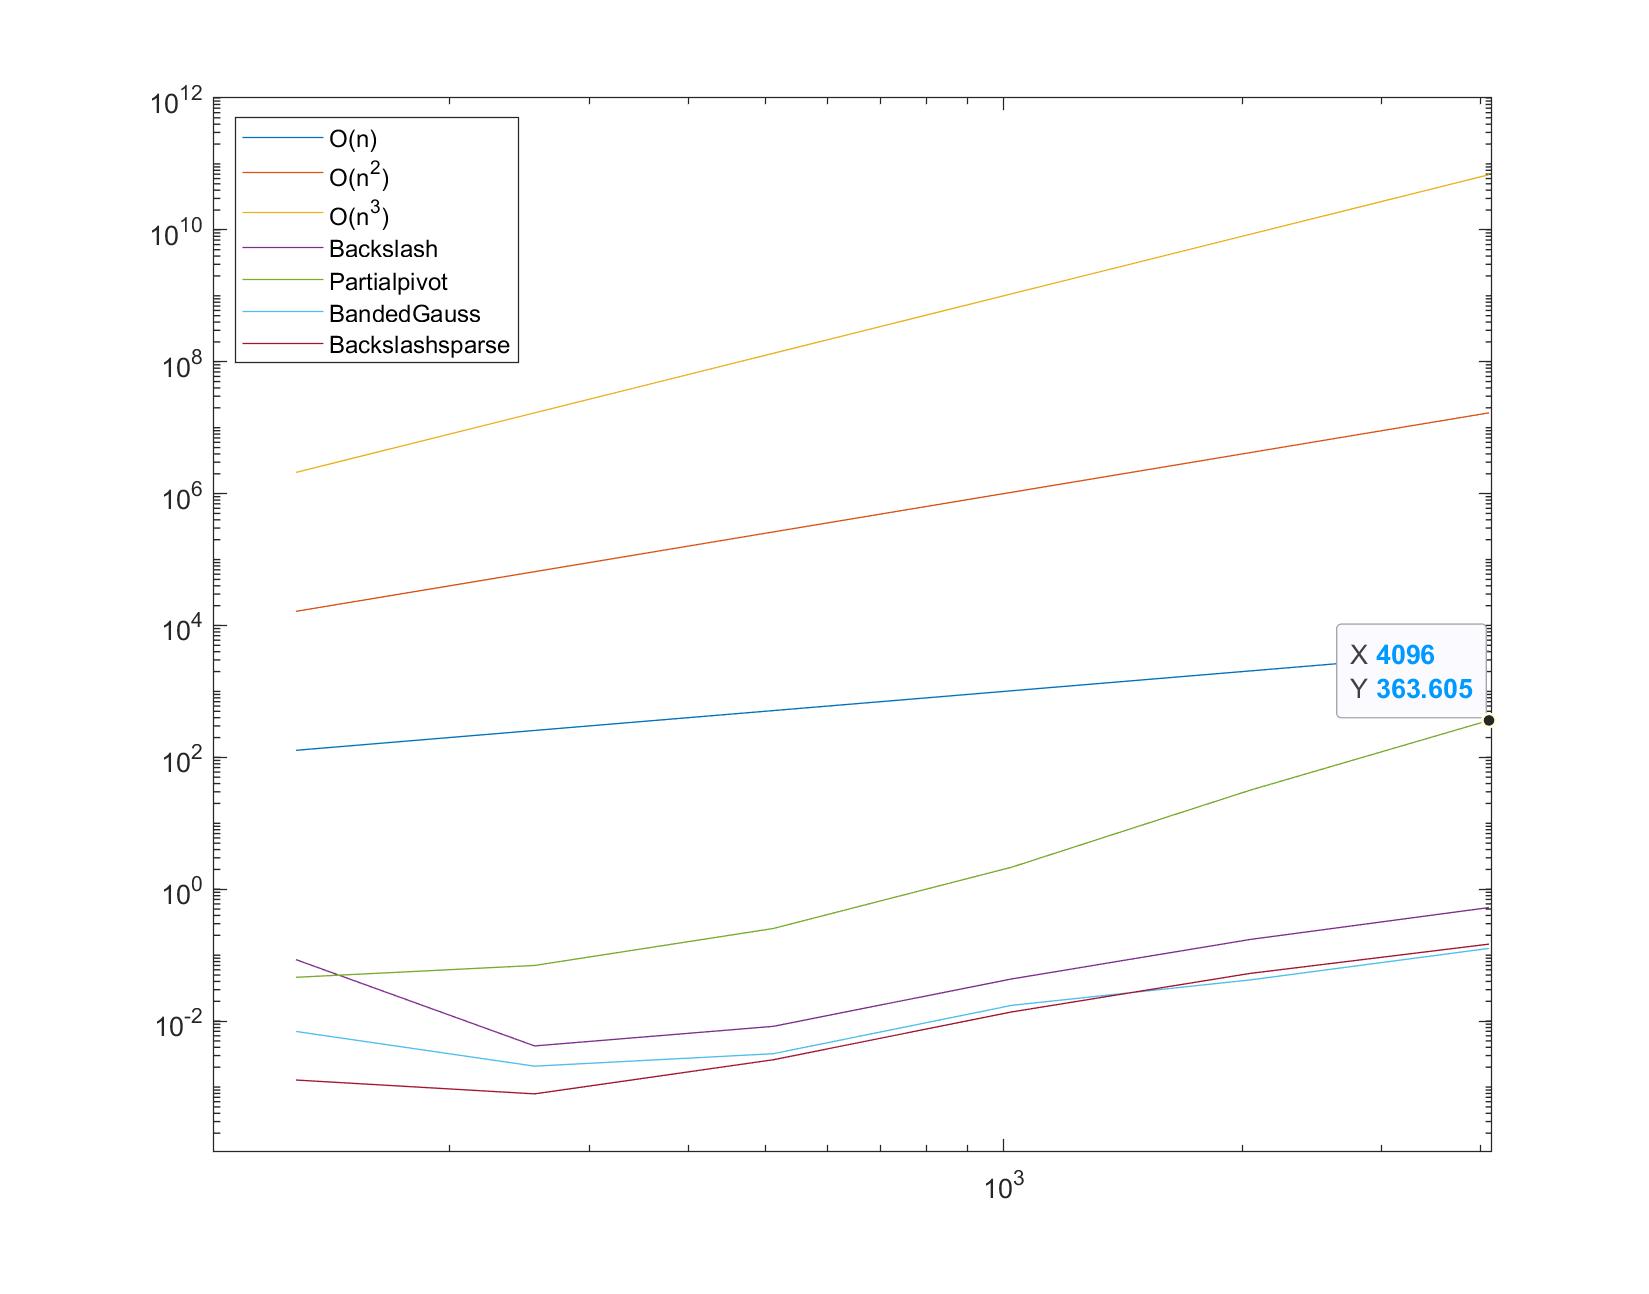 10^12
10^10
10^8
10^6
10^4
10^2
10^0
10^-2
O(n)
O(n^2)
O(n^3)
Backslash
Partialpivot
BandedGauss
Backslashsparse
X 4096
Y 363.605
10^3